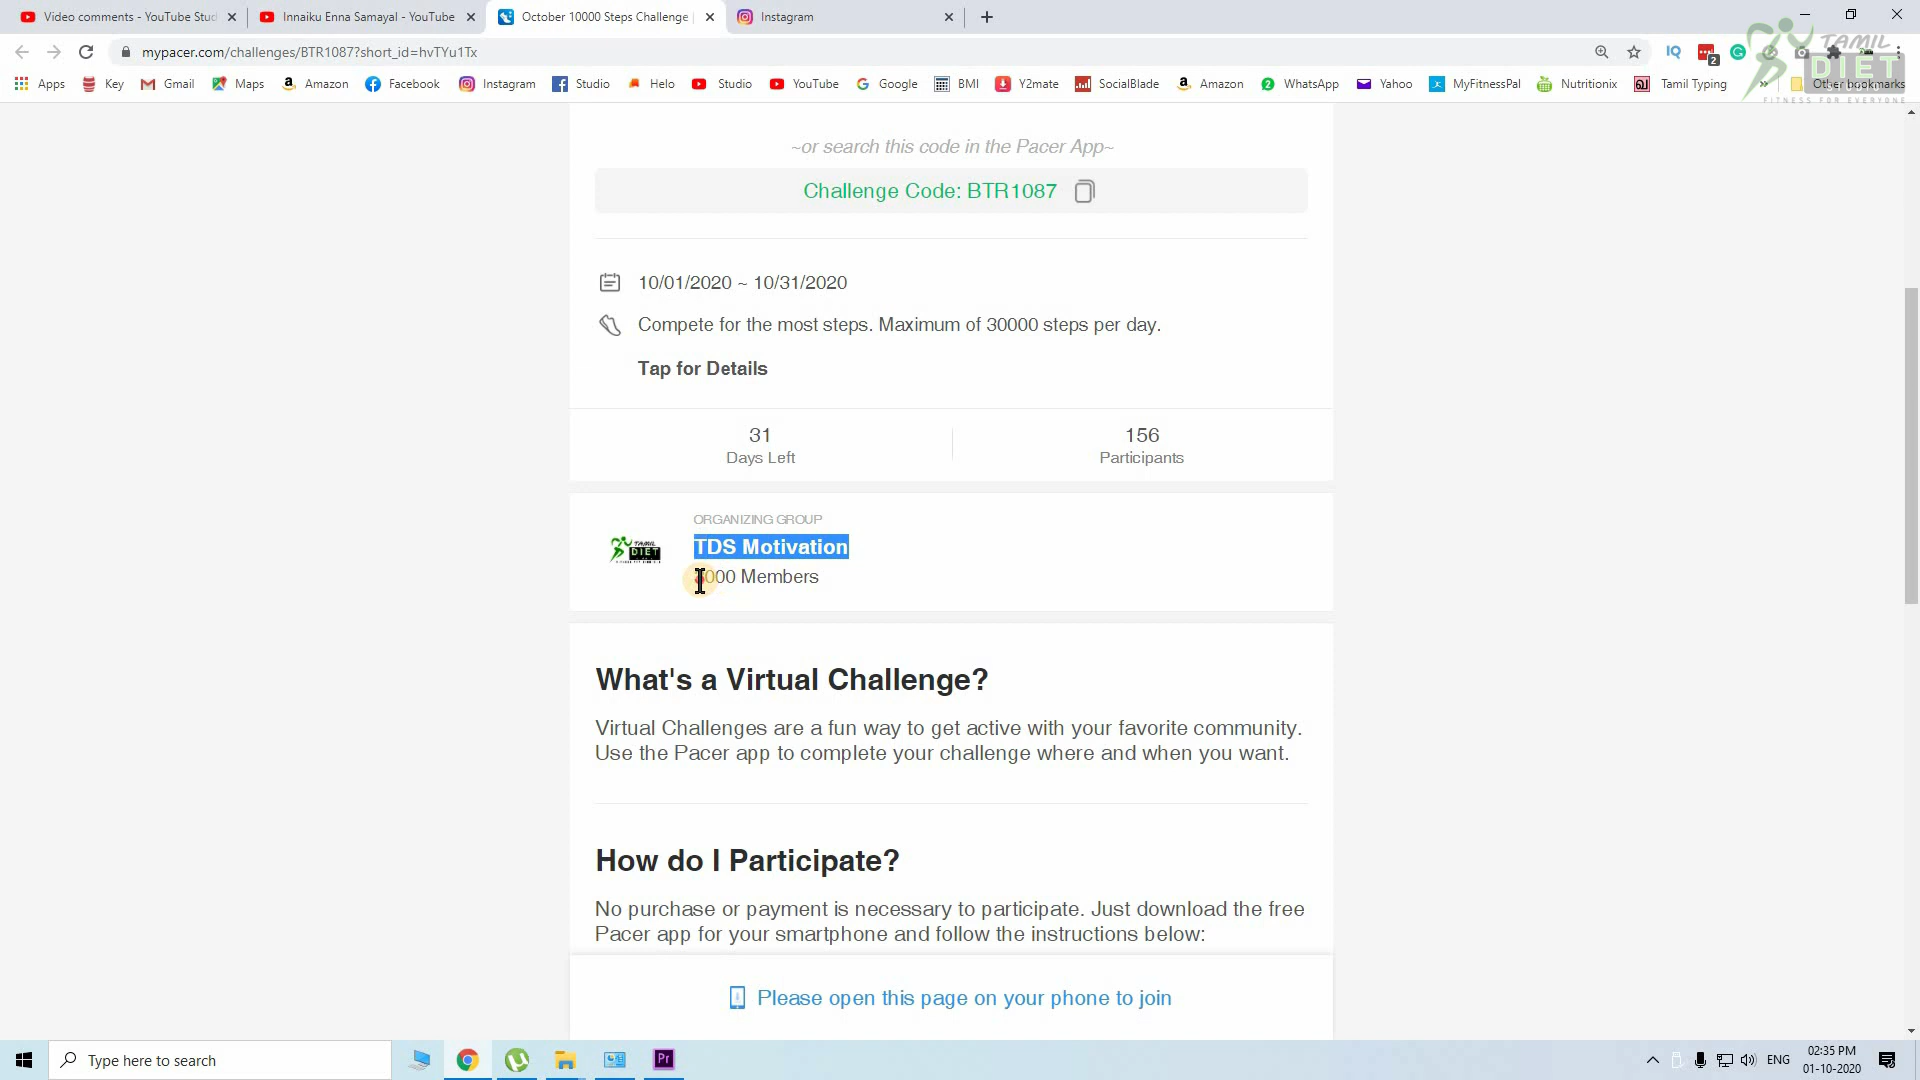 Video comments - YouTube Stud
Innaiku Enna Samayal - YouTube
October 10000 Steps Challenge
Instagram
mypacer.com/challenges/BTR1087?short_id=hvTYu1Tx
IQ
2
Apps Key Gmail Maps Amazon Facebook Instagram Studio Helo Studio YouTube Google BMI Y2mate SocialBlade Amazon WhatsApp Yahoo MyFitnessPal Nutritionix Tamil Typing » Other bookmarks
TAMIL
DIET
FITNESS FOR EVERYONE
~or search this code in the Pacer App~
Challenge Code: BTR1087
10/01/2020 ~ 10/31/2020
Compete for the most steps. Maximum of 30000 steps per day.
Tap for Details
31
Days Left
156
Participants
ORGANIZING GROUP
TAMIL
DIET
TDS Motivation
Members
What's a Virtual Challenge?
Virtual Challenges are a fun way to get active with your favorite community.
Use the Pacer app to complete your challenge where and when you want.
How do I Participate?
No purchase or payment is necessary to participate. Just download the free
Pacer app for your smartphone and follow the instructions below:
Please open this page on your phone to join
Type here to search
Pr
ENG
02:35 PM
01-10-2020